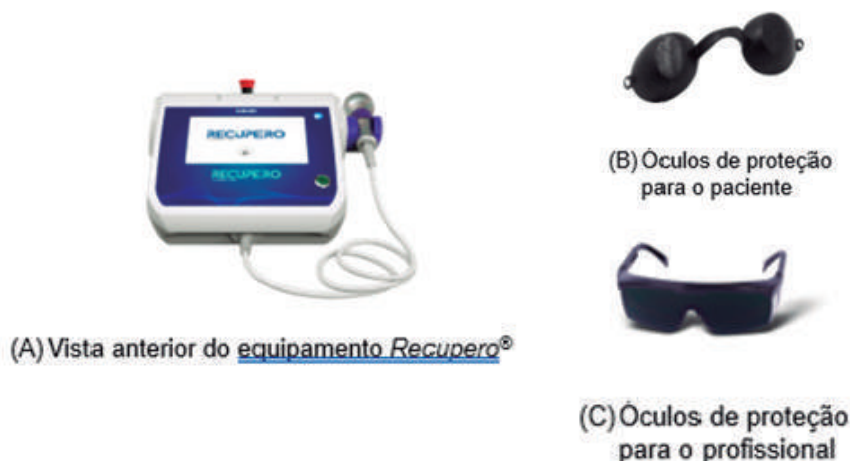 RECUPERO
RECUPERO
(A) Vista anterior do equipamento Recupero®
(B) Óculos de proteção
para o paciente
(C) Óculos de proteção
para o profissional